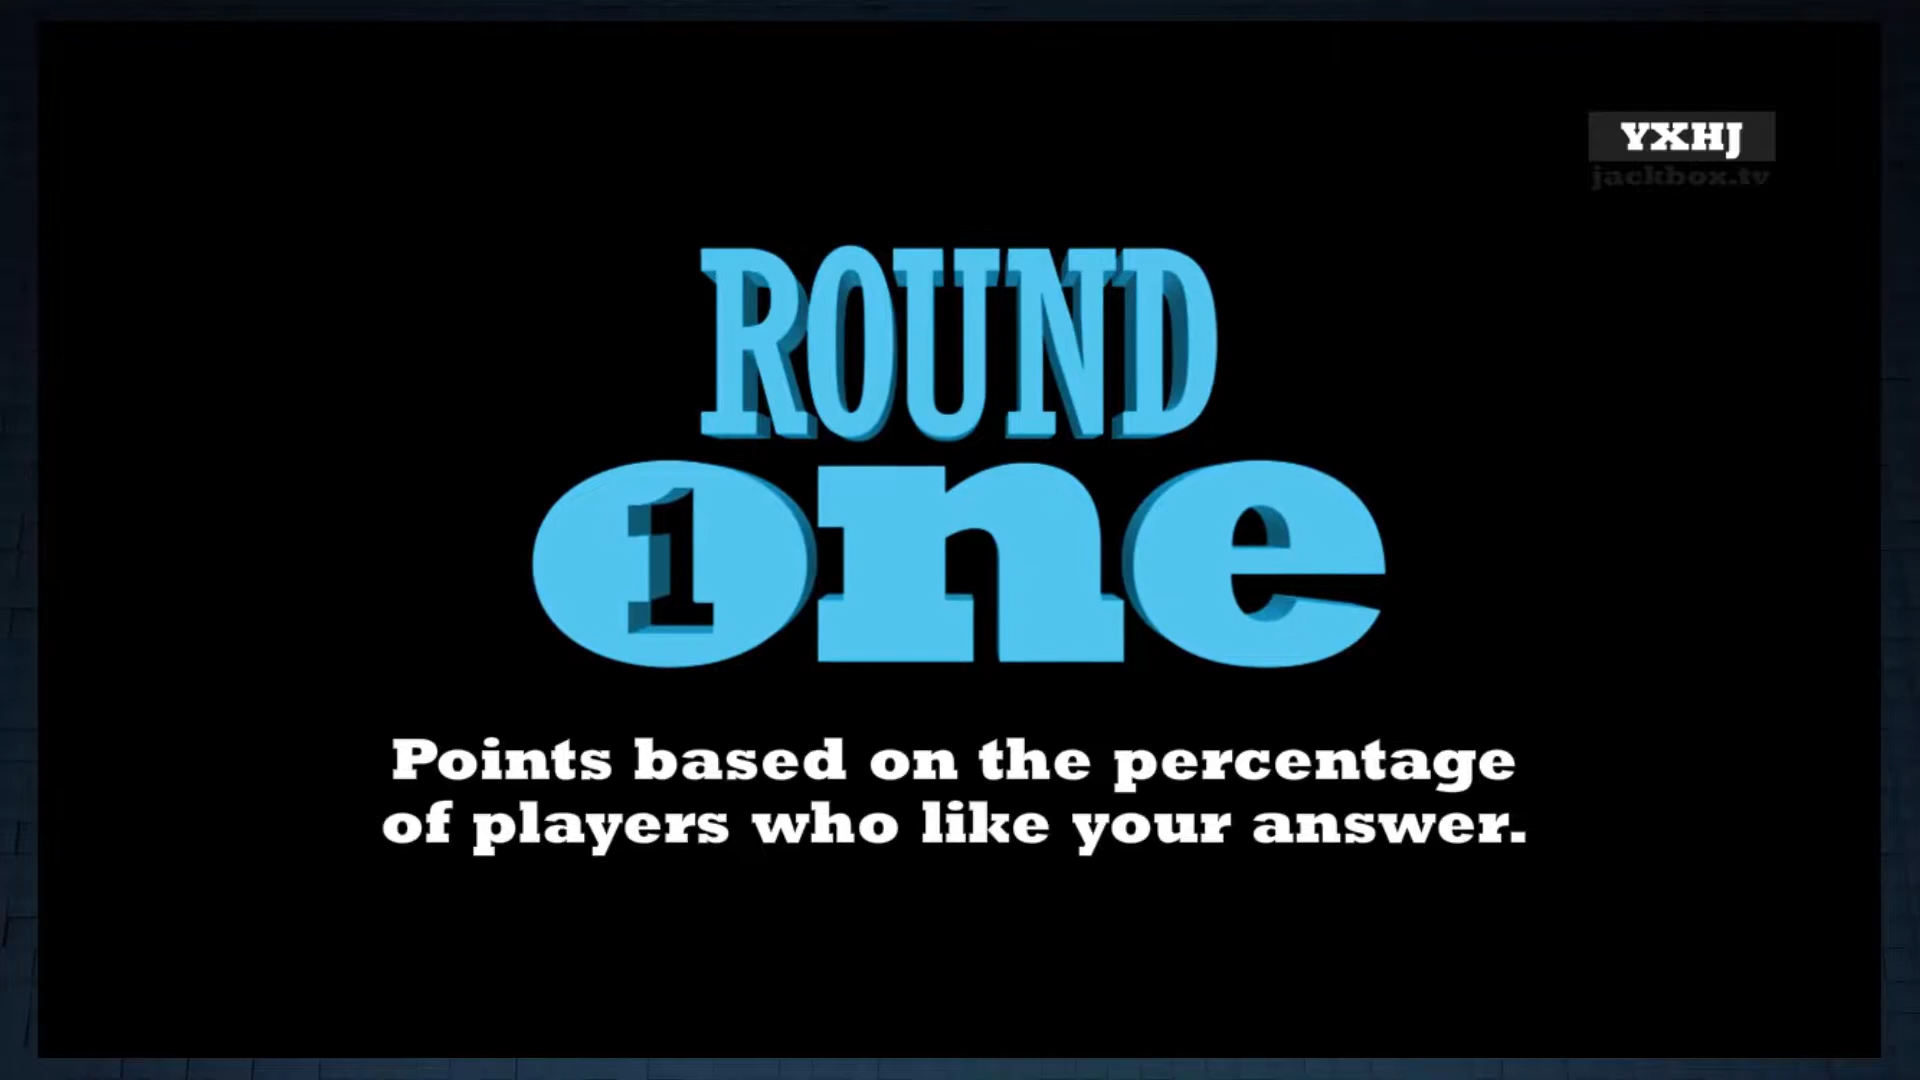 YXHJ
jackbox.tv
ROUND
one
1
Points based on the percentage
of players who like your answer.